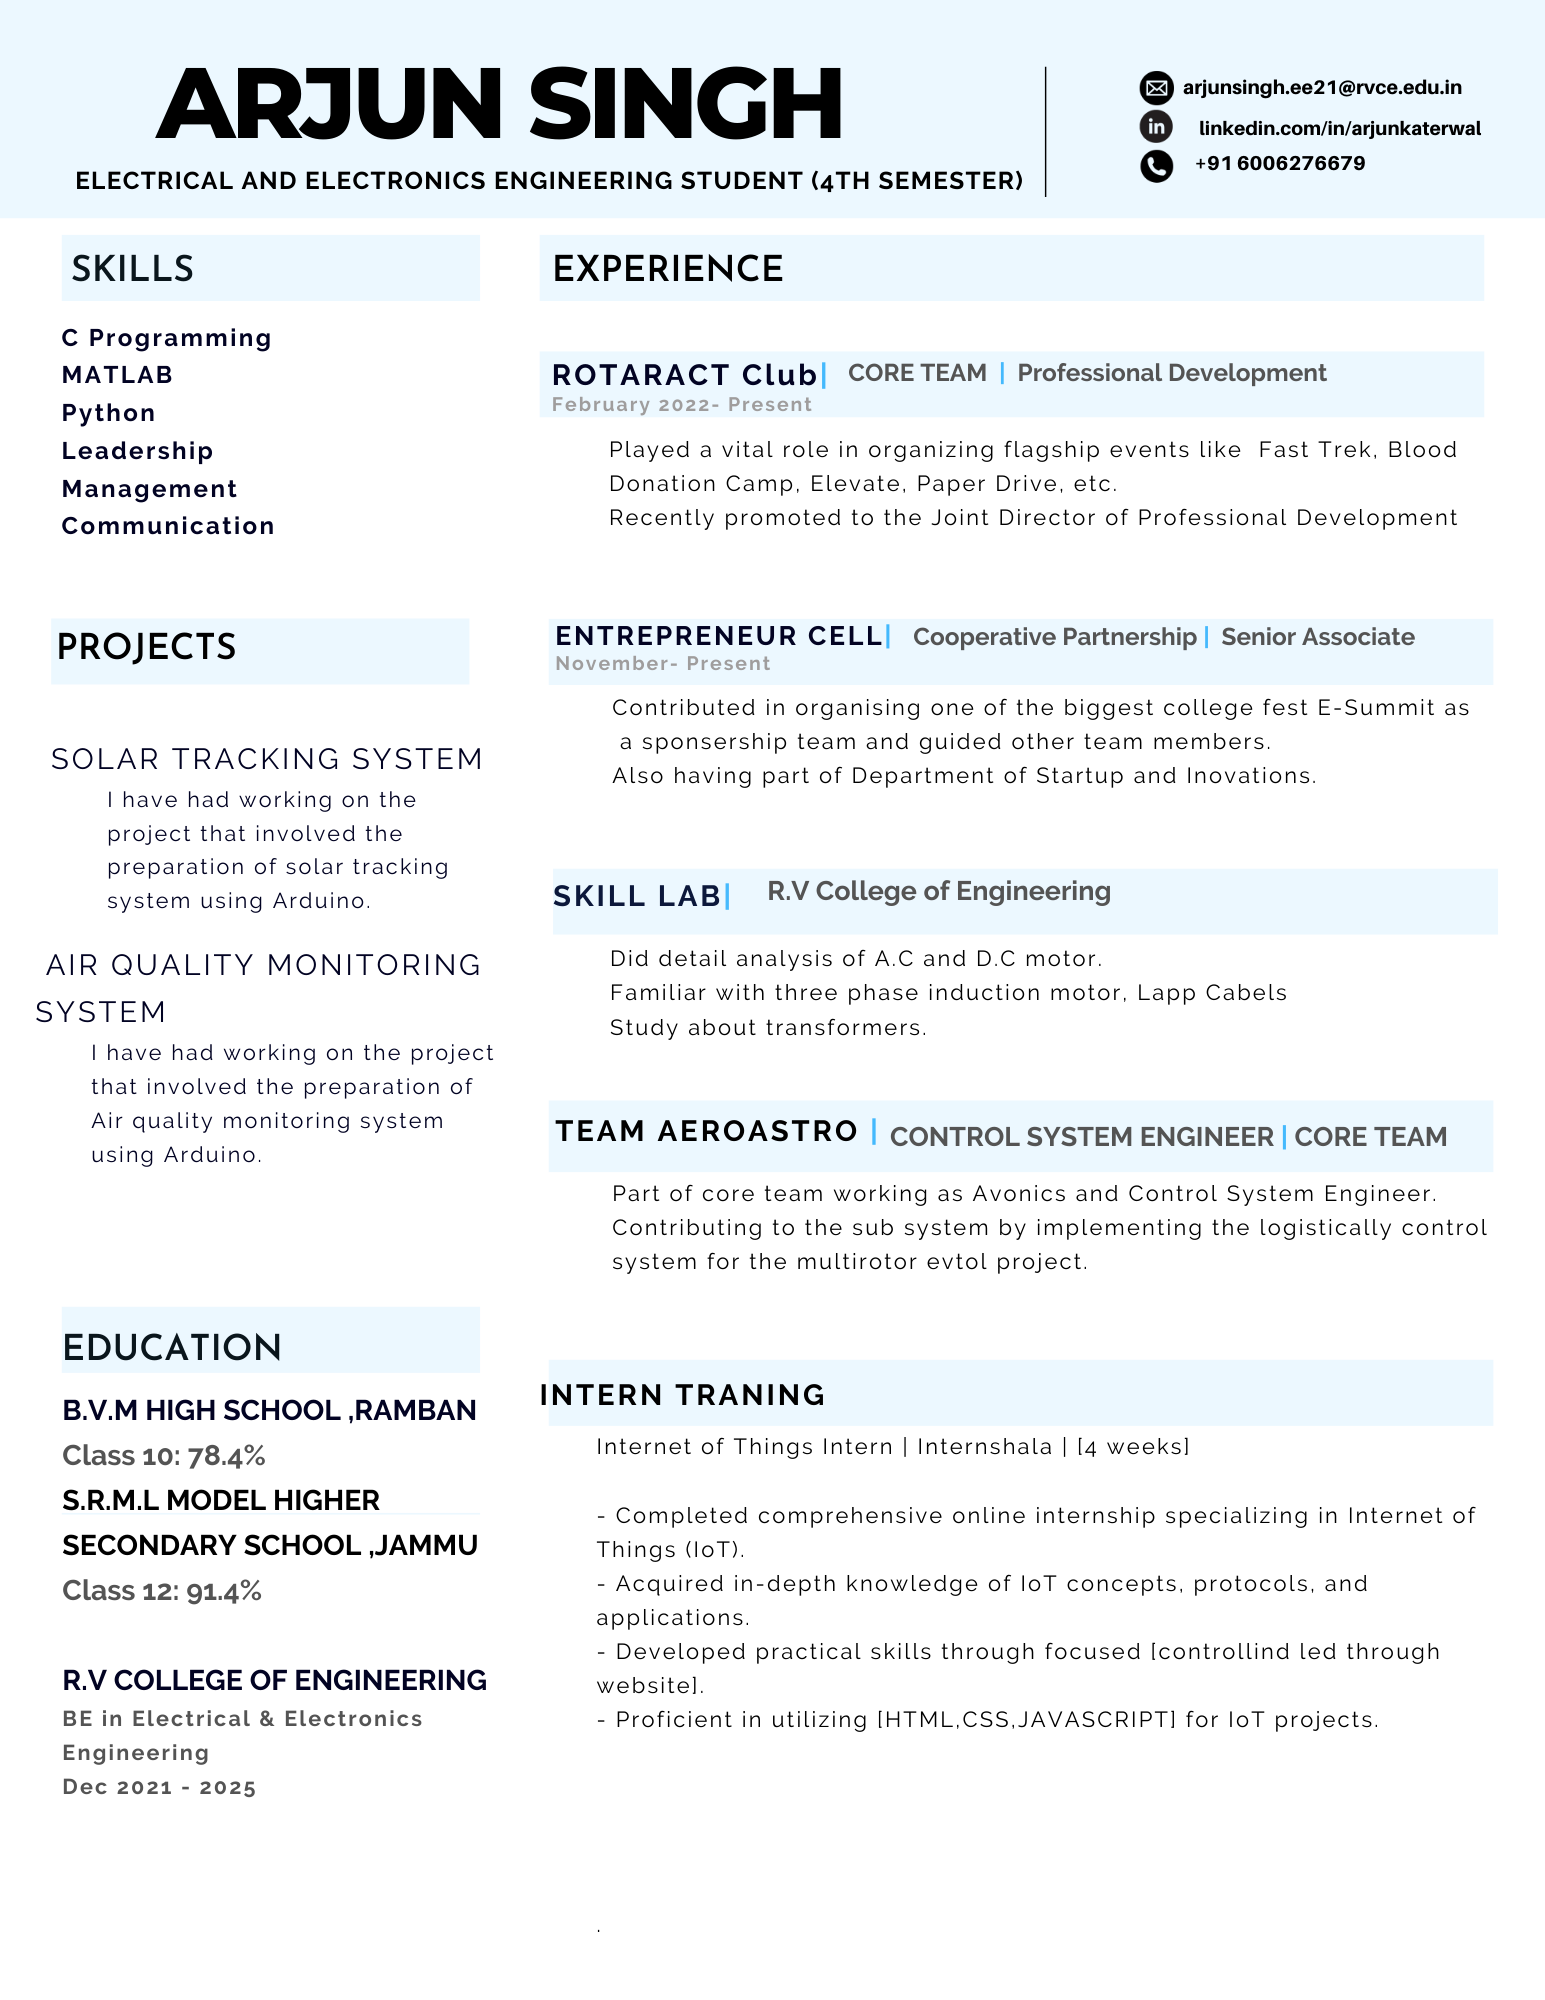 ARJUN SINGH
ELECTRICAL AND ELECTRONICS ENGINEERING STUDENT (4TH SEMESTER)
arjunsingh.ee21@rvce.edu.in
linkedin.com/in/arjunkaterwal
+91 6006276679
SKILLS
C Programming
MATLAB
Python
Leadership
Management
Communication
PROJECTS
SOLAR TRACKING SYSTEM
I have had working on the
project that involved the
preparation of solar tracking
system using Arduino.
AIR QUALITY MONITORING
SYSTEM
I have had working on the project
that involved the preparation of
Air quality monitoring system
using Arduino.
EDUCATION
B.V.M HIGH SCHOOL ,RAMBAN
Class 10: 78.4%
S.R.M.L MODEL HIGHER
SECONDARY SCHOOL ,JAMMU
Class 12: 91.4%
R.V COLLEGE OF ENGINEERING
BE in Electrical & Electronics
Engineering
Dec 2021 - 2025
EXPERIENCE
ROTARACT Club| CORE TEAM | Professional Development
February 2022- Present
Played a vital role in organizing flagship events like Fast Trek, Blood
Donation Camp, Elevate, Paper Drive, etc.
Recently promoted to the Joint Director of Professional Development
ENTREPRENEUR CELL| Cooperative Partnership | Senior Associate
November- Present
Contributed in organising one of the biggest college fest E-Summit as
a sponsership team and guided other team members.
Also having part of Department of Startup and Inovations.
SKILL LAB| R.V College of Engineering
Did detail analysis of A.C and D.C motor.
Familiar with three phase induction motor, Lapp Cabels
Study about transformers.
TEAM AEROASTRO | CONTROL SYSTEM ENGINEER | CORE TEAM
Part of core team working as Avonics and Control System Engineer.
Contributing to the sub system by implementing the logistically control
system for the multirotor evtol project.
INTERN TRANING
Internet of Things Intern | Internshala | [4 weeks]
- Completed comprehensive online internship specializing in Internet of
Things (IoT).
- Acquired in-depth knowledge of IoT concepts, protocols, and
applications.
- Developed practical skills through focused [controllind led through
website].
- Proficient in utilizing [HTML,CSS,JAVASCRIPT] for IoT projects.
.